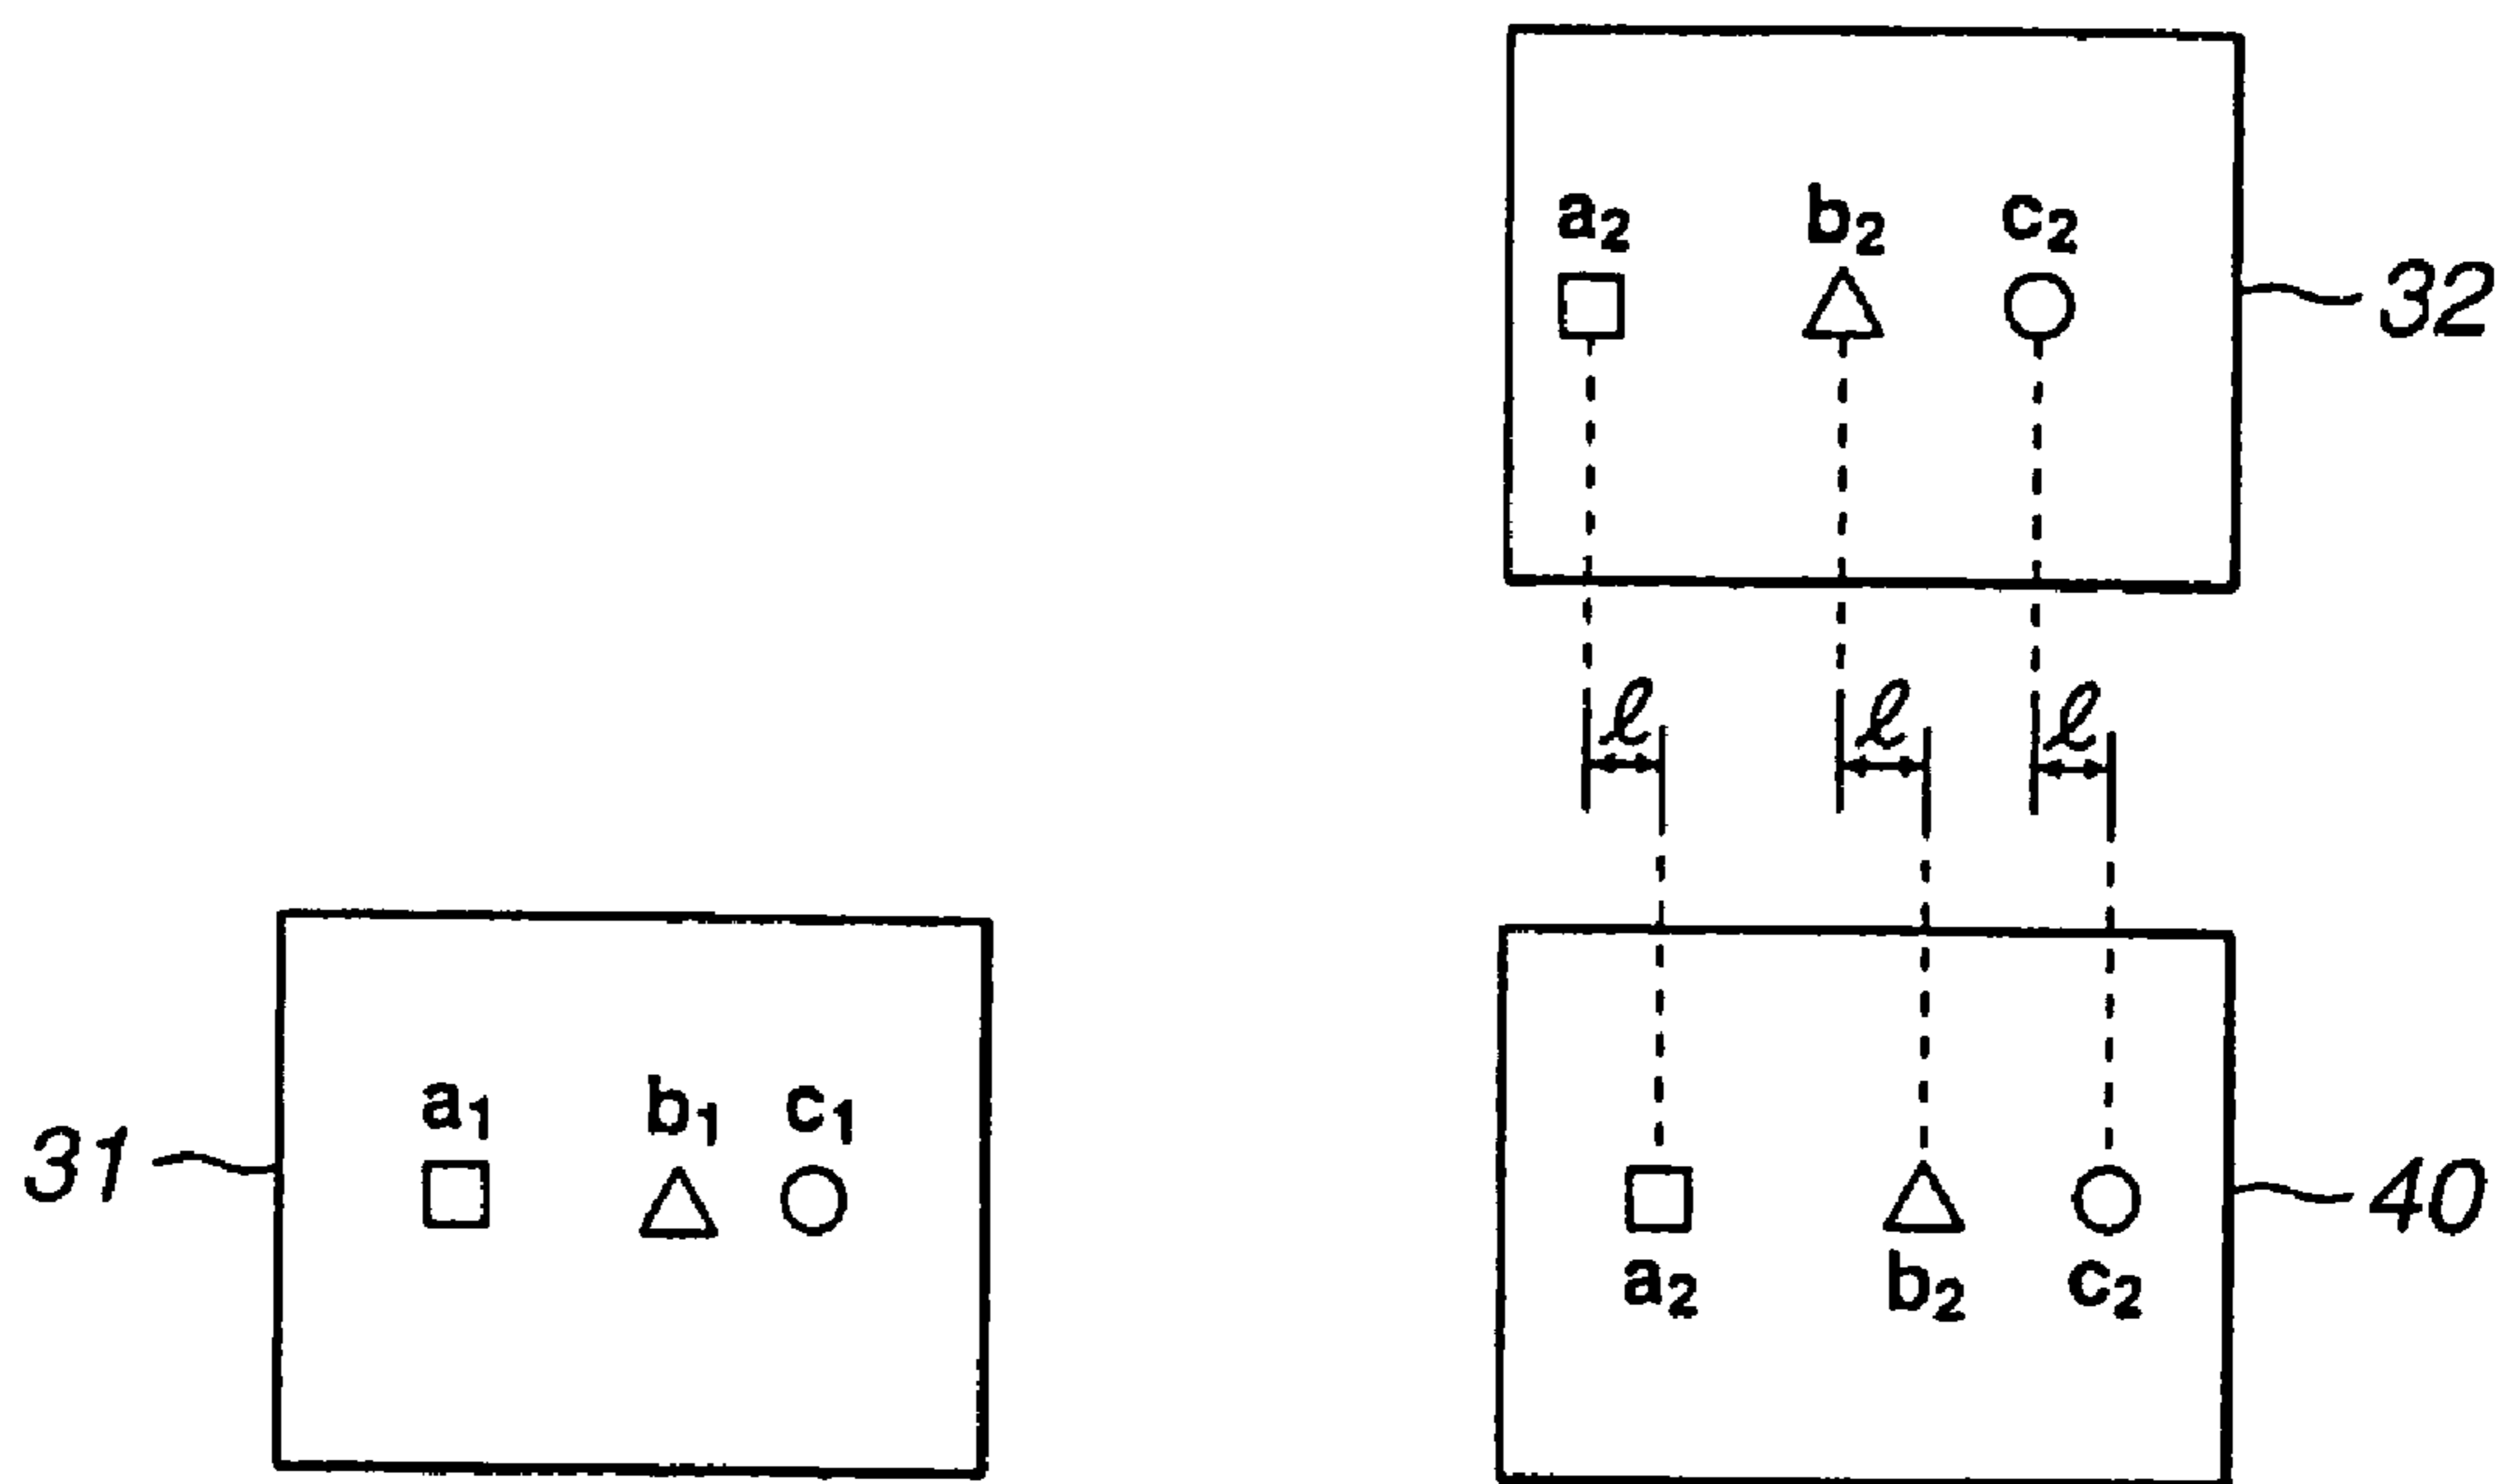 a₂ b₂ c₂
32
ℓ ℓ ℓ
a₁ b₁ c₁
31
40
a₂ b₂ c₂